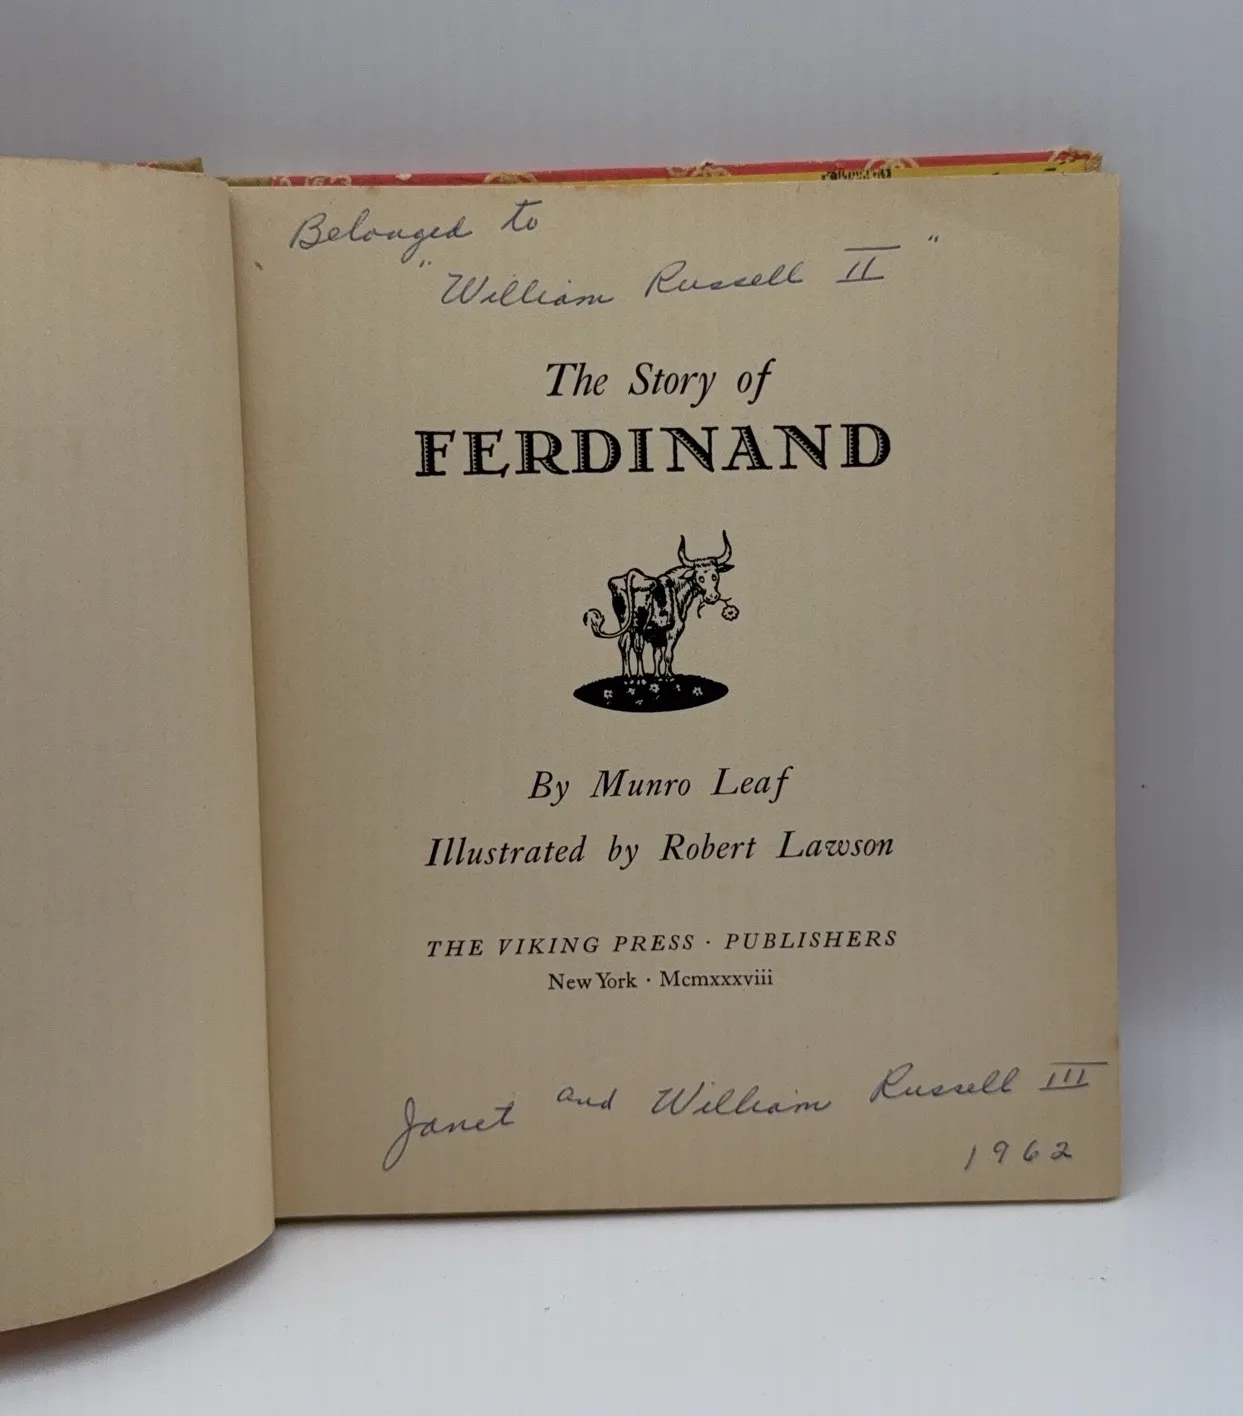 Belonged to
"William Russell II"
The Story of
FERDINAND
By Munro Leaf
Illustrated by Robert Lawson
THE VIKING PRESS · PUBLISHERS
New York · Mcmxxxviii
Janet and William Russell III
1962